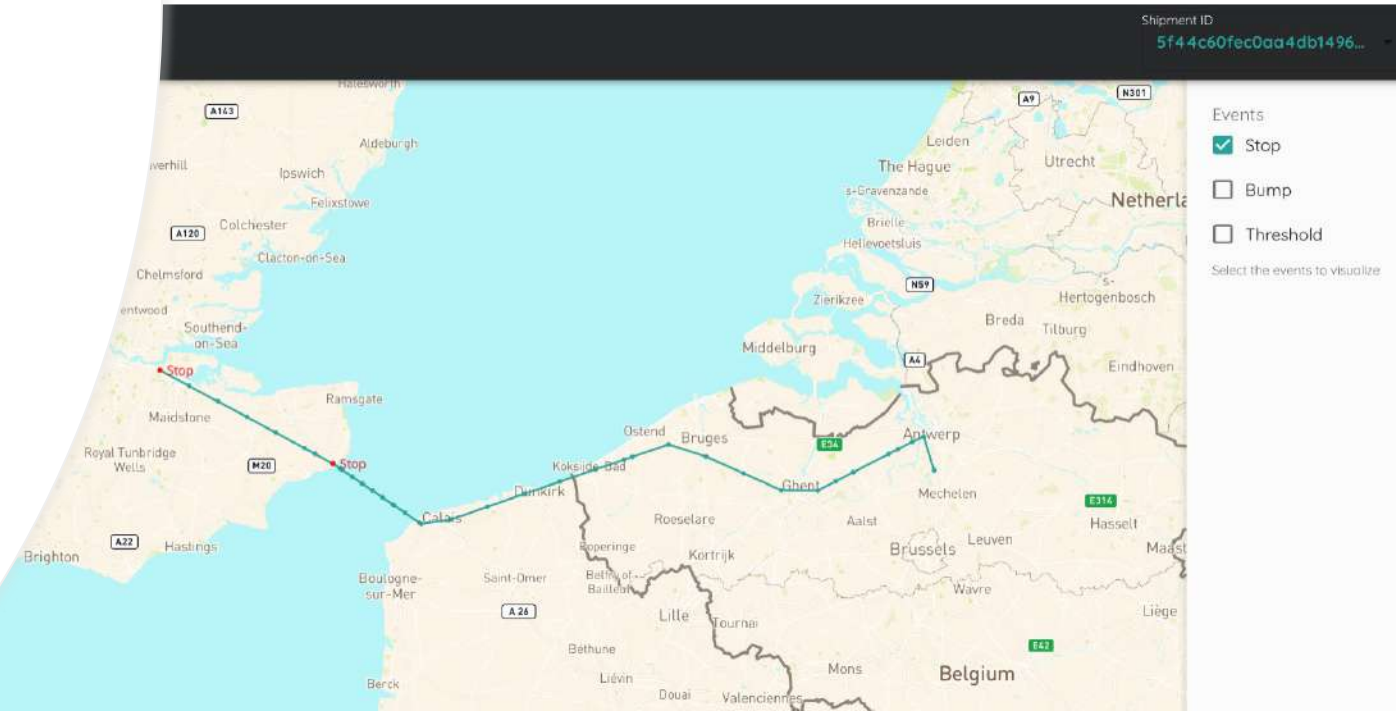 Shipment ID
5f44c60fec0aa4db1496...
Events
Stop
Bump
Threshold
Select the events to visualize
Halesworth
A143
Aldeburgh
averhill
Ipswich
Felixstowe
A120
Colchester
Clacton-on-Sea
Chelmsford
entwood
Southend-
on-Sea
Stop
Maidstone
Ramsgate
Royal Tunbridge
Wells
M20
Stop
A22
Hastings
Brighton
Calais
Dunkirk
Koksijde-Bad
Ostend
Bruges
Boulogne-
sur-Mer
Saint-Omer
A 26
Berck
Béthune
Liévin
Douai
Lille
Tournai
Valenciennes
Poperinge
Bailleul
Roeselare
Kortrijk
A9
N301
Leiden
The Hague
Utrecht
's-Gravenzande
Netherla
Brielle
Hellevoetsluis
N59
Zierikzee
's-
Hertogenbosch
Breda
Tilburg
Middelburg
A4
Eindhoven
E34
Antwerp
Ghent
Mechelen
E314
Hasselt
Aalst
Brussels
Leuven
Maast
Wavre
Liège
E42
Mons
Belgium